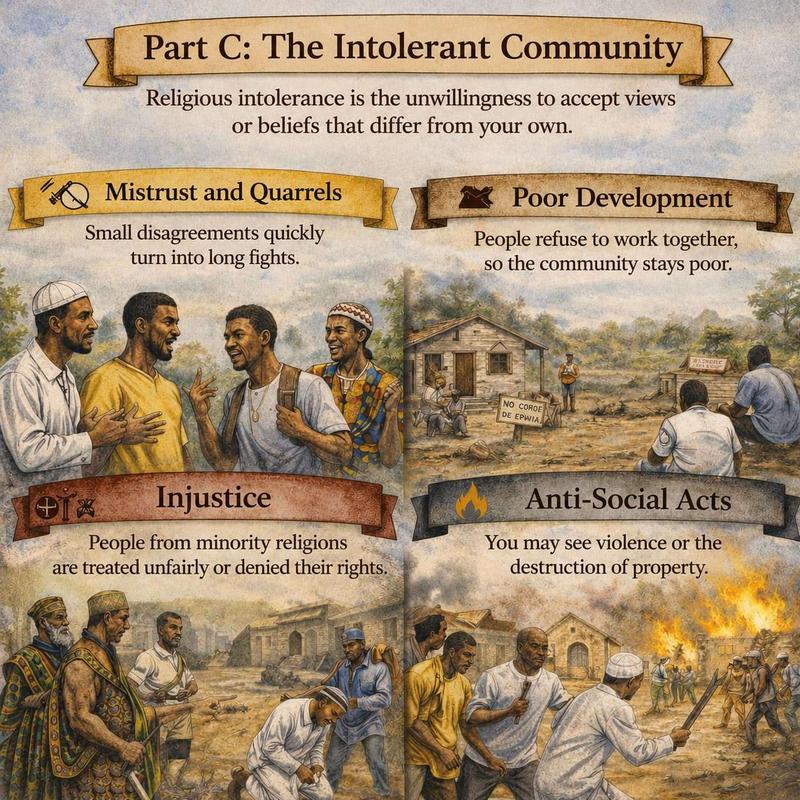 Part C: The Intolerant Community
Religious intolerance is the unwillingness to accept views
or beliefs that differ from your own.
Mistrust and Quarrels
Small disagreements quickly
turn into long fights.
Poor Development
People refuse to work together,
so the community stays poor.
NO COROE
DE EPWIA
Injustice
People from minority religions
are treated unfairly or denied their rights.
Anti-Social Acts
You may see violence or the
destruction of property.